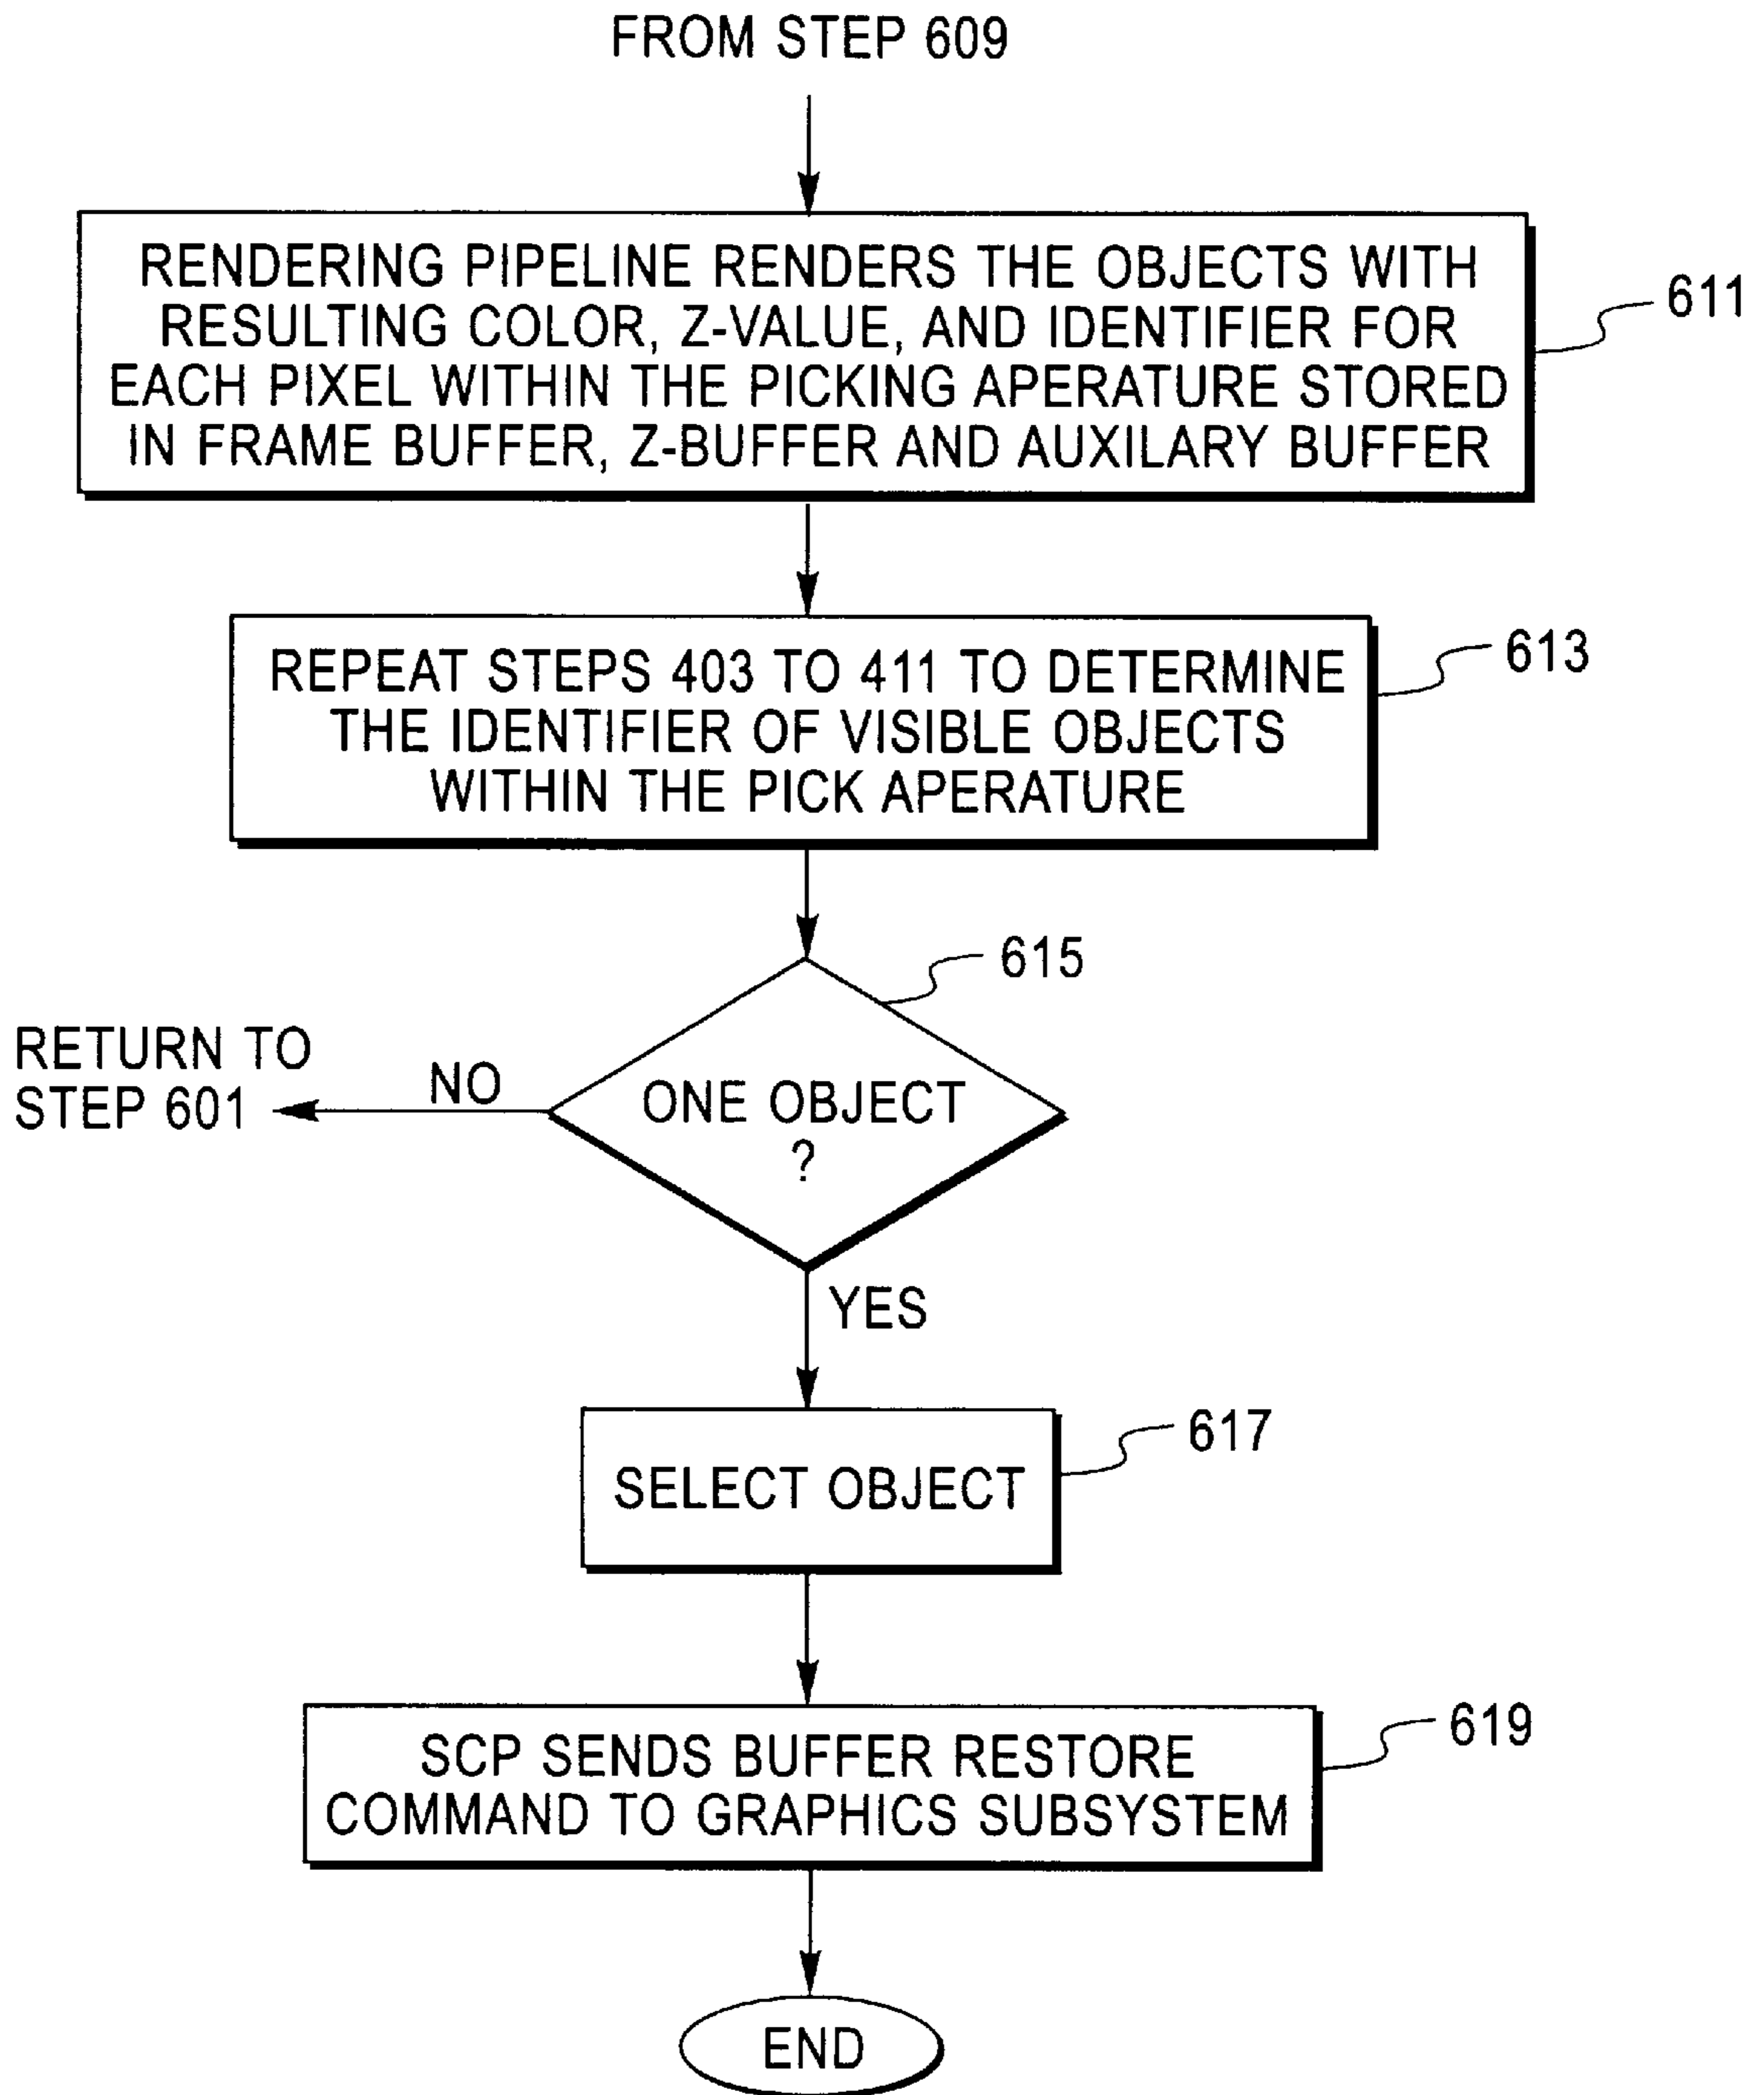 FROM STEP 609
RENDERING PIPELINE RENDERS THE OBJECTS WITH
RESULTING COLOR, Z-VALUE, AND IDENTIFIER FOR
EACH PIXEL WITHIN THE PICKING APERATURE STORED
IN FRAME BUFFER, Z-BUFFER AND AUXILARY BUFFER
611
REPEAT STEPS 403 TO 411 TO DETERMINE
THE IDENTIFIER OF VISIBLE OBJECTS
WITHIN THE PICK APERATURE
613
615
ONE OBJECT
?
NO
RETURN TO
STEP 601
YES
SELECT OBJECT
617
SCP SENDS BUFFER RESTORE
COMMAND TO GRAPHICS SUBSYSTEM
619
END